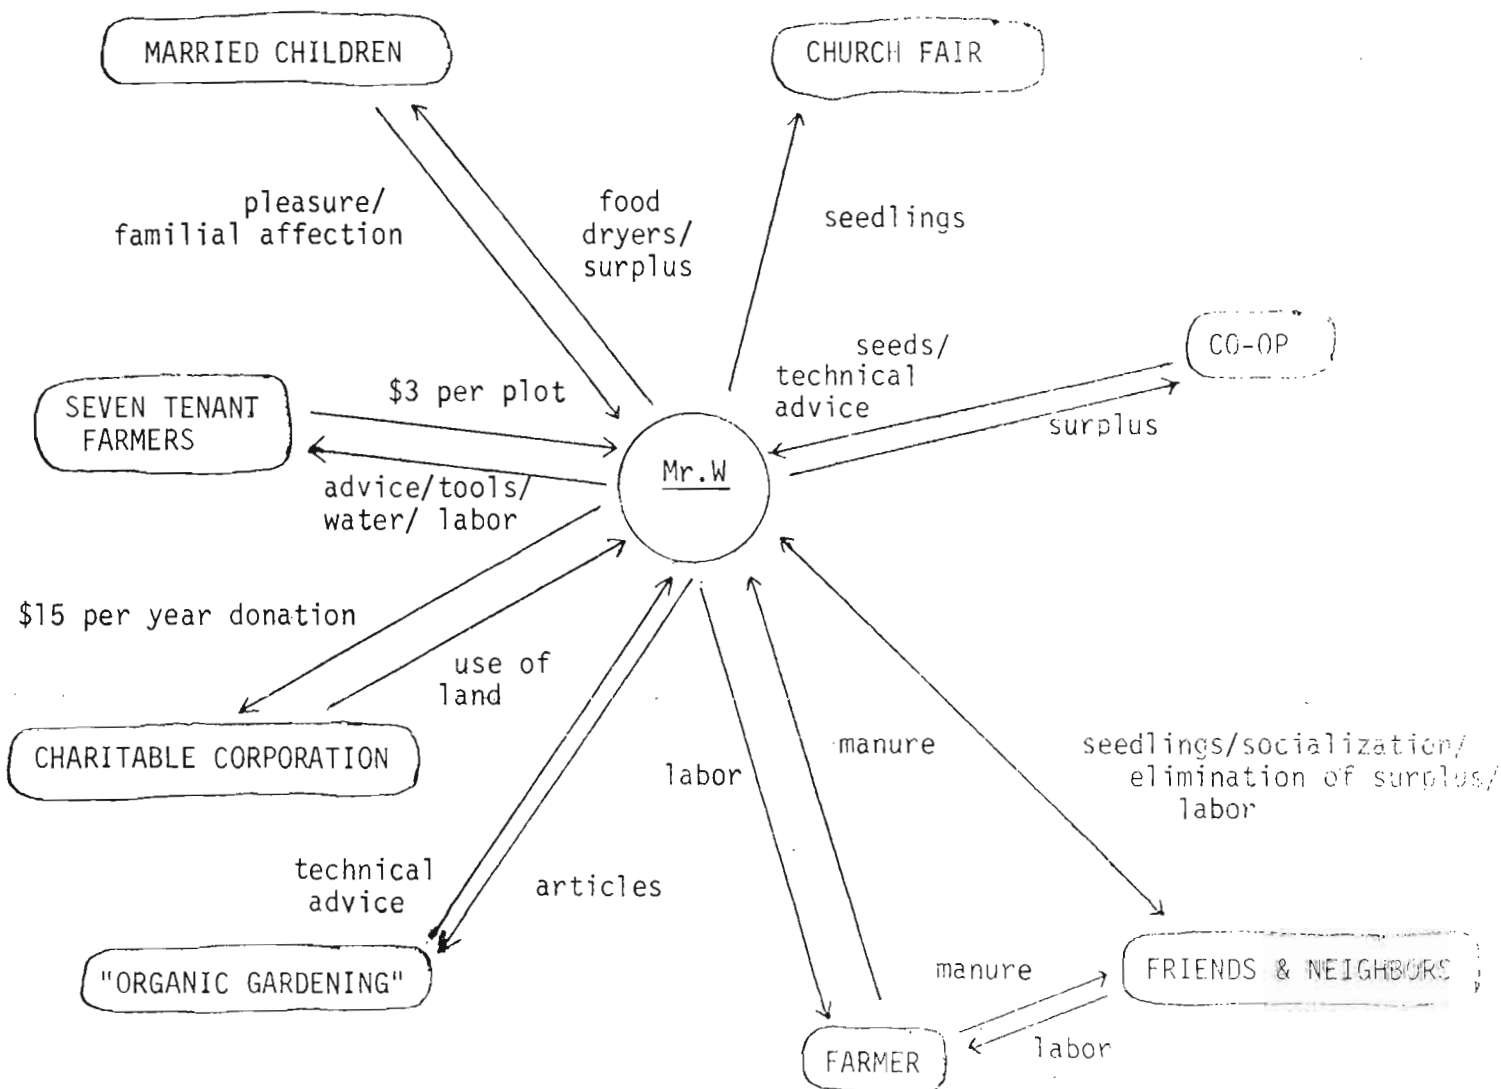 MARRIED CHILDREN
CHURCH FAIR
pleasure/
familial affection
food
dryers/
surplus
seedlings
CO-OP
seeds/
technical
advice
surplus
SEVEN TENANT
FARMERS
$3 per plot
Mr.W
advice/tools/
water/ labor
$15 per year donation
use of
land
CHARITABLE CORPORATION
labor
manure
seedlings/socialization/
elimination of surplus/
labor
technical
advice
articles
"ORGANIC GARDENING"
manure
FRIENDS & NEIGHBORS
labor
FARMER